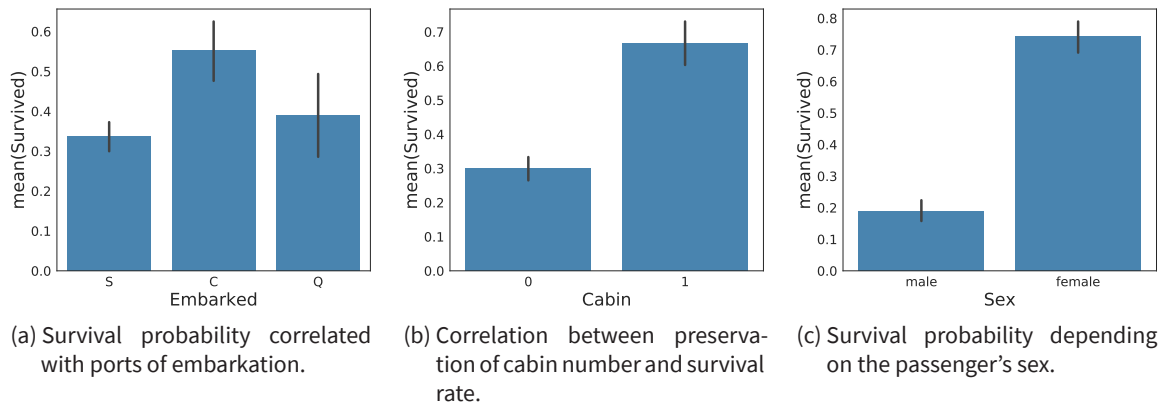 mean(Survived)
0.6
0.5
0.4
0.3
0.2
0.1
0.0
S C Q
Embarked
(a) Survival probability correlated
with ports of embarkation.
mean(Survived)
0.7
0.6
0.5
0.4
0.3
0.2
0.1
0.0
0 1
Cabin
(b) Correlation between preserva-
tion of cabin number and survival
rate.
mean(Survived)
0.8
0.7
0.6
0.5
0.4
0.3
0.2
0.1
0.0
male female
Sex
(c) Survival probability depending
on the passenger’s sex.